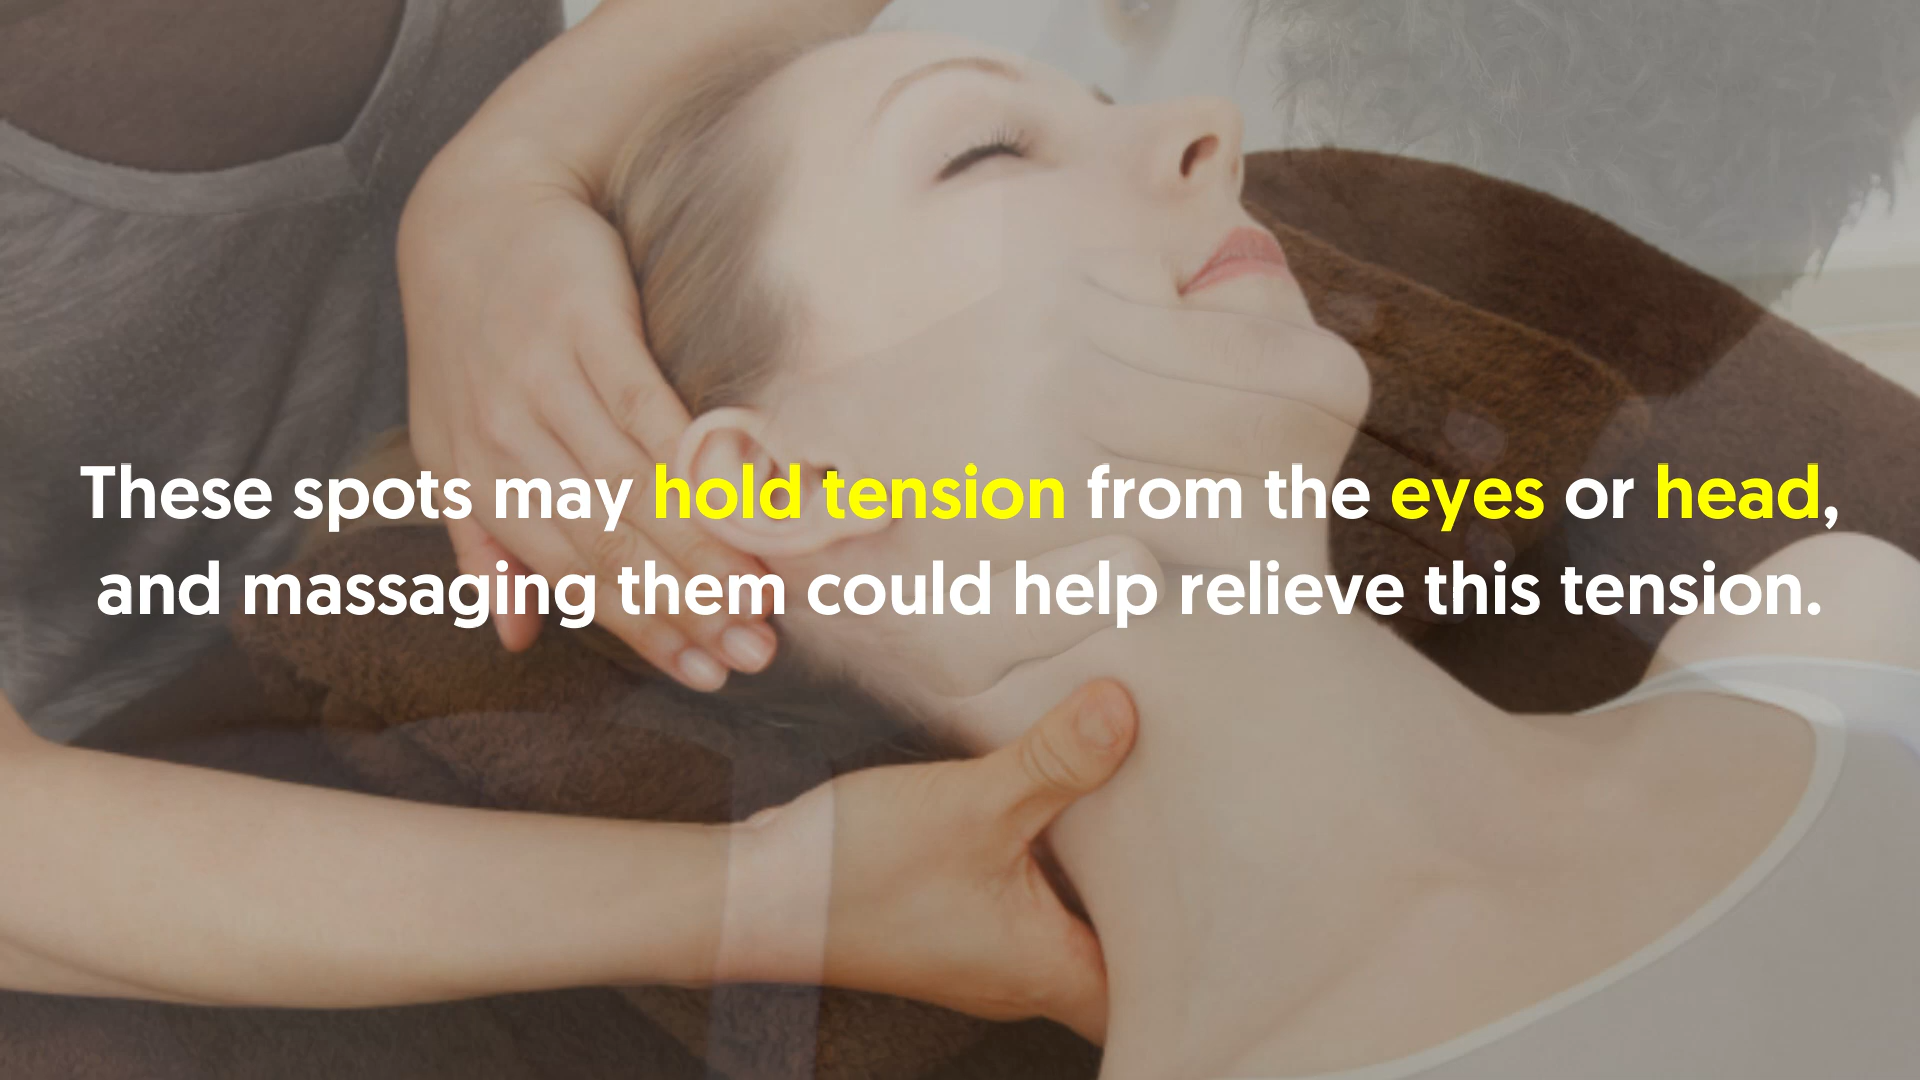 These spots may hold tension from the eyes or head,
and massaging them could help relieve this tension.